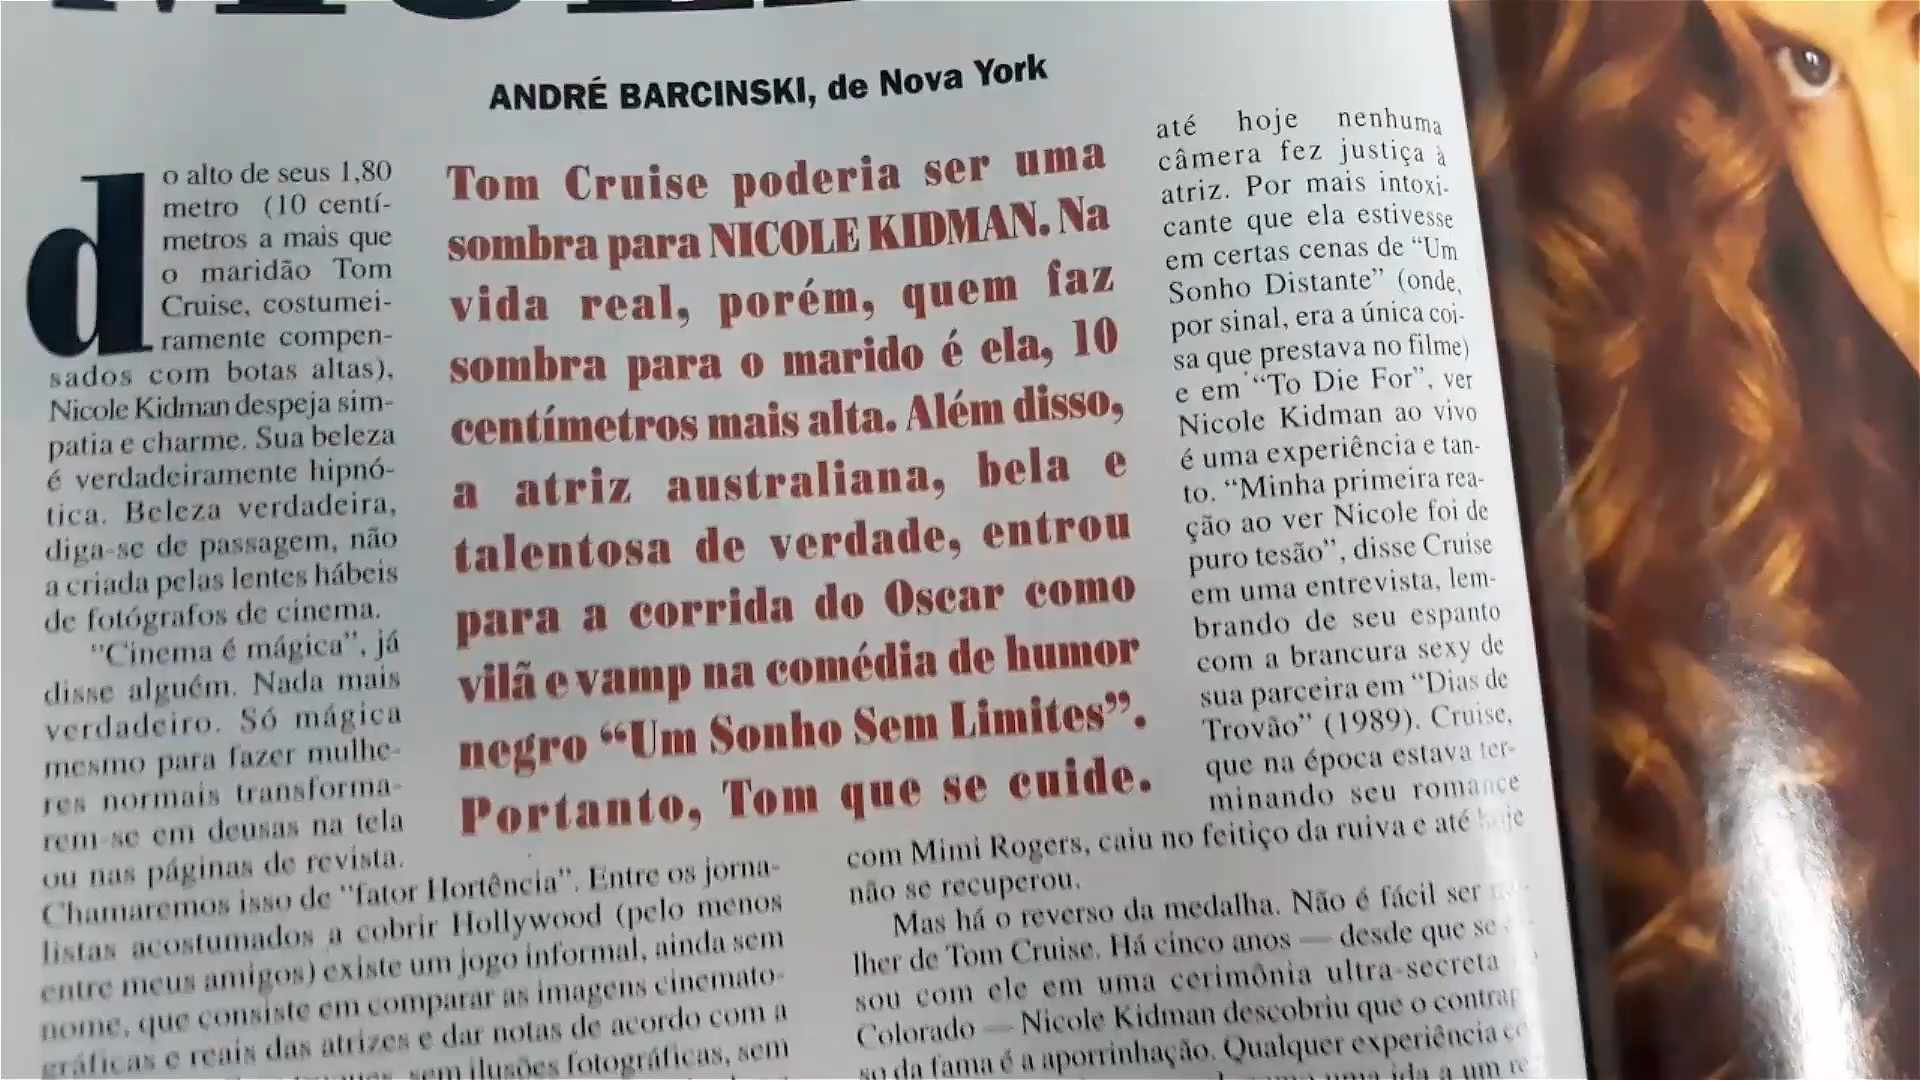 ANDRÉ BARCINSKI, de Nova York
do alto de seus 1,80
metro (10 centí-
metros a mais que
o maridão Tom
Cruise, costumei-
ramente compen-
sados com botas altas),
Nicole Kidman despeja sim-
patia e charme. Sua beleza
é verdadeiramente hipnó-
tica. Beleza verdadeira,
diga-se de passagem, não
a criada pelas lentes hábeis
de fotógrafos de cinema.
"Cinema é mágica", já
disse alguém. Nada mais
verdadeiro. Só mágica
mesmo para fazer mulhe-
res normais transforma-
rem-se em deusas na tela
ou nas páginas de revista.
Chamaremos isso de "fator Hortência". Entre os jorna-
listas acostumados a cobrir Hollywood (pelo menos
entre meus amigos) existe um jogo informal, ainda sem
nome, que consiste em comparar as imagens cinemato-
gráficas e reais das atrizes e dar notas de acordo com a
sem ilusões fotográficas, sem
Tom Cruise poderia ser uma
sombra para NICOLE KIDMAN. Na
vida real, porém, quem faz
sombra para o marido é ela, 10
centímetros mais alta. Além disso,
a atriz australiana, bela e
talentosa de verdade, entrou
para a corrida do Oscar como
vilã e vamp na comédia de humor
negro "Um Sonho Sem Limites".
Portanto, Tom que se cuide.
até hoje nenhuma
câmera fez justiça à
atriz. Por mais intoxi-
cante que ela estivesse
em certas cenas de "Um
Sonho Distante" (onde,
por sinal, era a única coi-
sa que prestava no filme)
e em "To Die For", ver
Nicole Kidman ao vivo
é uma experiência e tan-
to. "Minha primeira rea-
ção ao ver Nicole foi de
puro tesão", disse Cruise
em uma entrevista, lem-
brando de seu espanto
com a brancura sexy de
sua parceira em "Dias de
Trovão" (1989). Cruise,
que na época estava ter-
minando seu romance
com Mimi Rogers, caiu no feitiço da ruiva e até hoje
não se recuperou.
Mas há o reverso da medalha. Não é fácil ser
lher de Tom Cruise. Há cinco anos — desde que se
sou com ele em uma cerimônia ultra-secreta
Colorado — Nicole Kidman descobriu que o contrap
so da fama é a aporrinhação. Qualquer experiência
uma ida a um